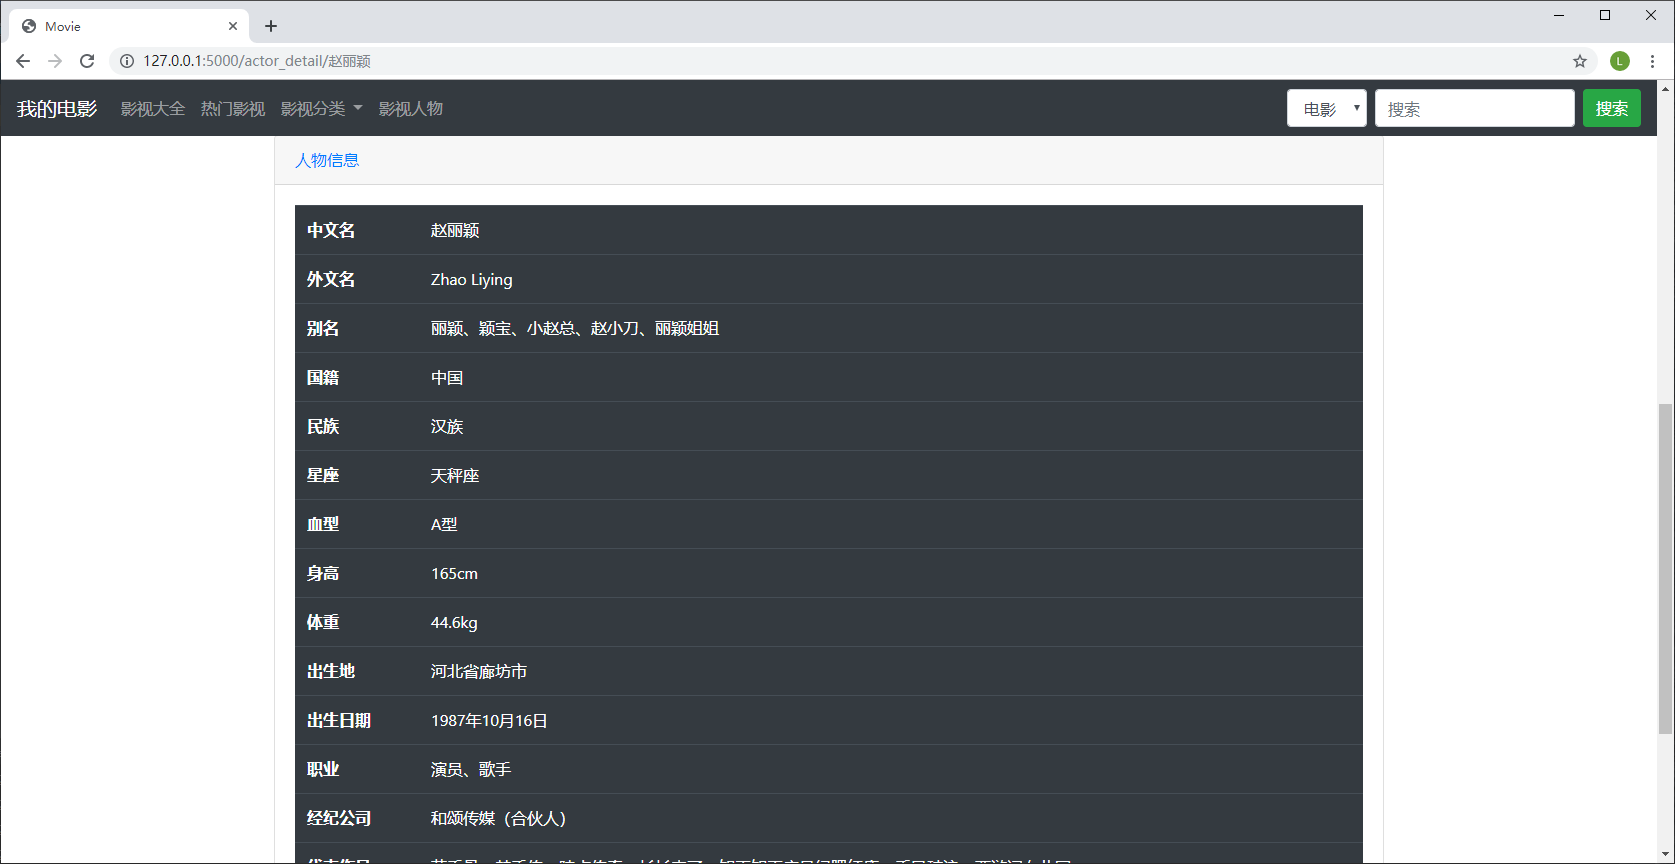 Movie
127.0.0.1:5000/actor_detail/赵丽颖
L
我的电影 影视大全 热门影视 影视分类 影视人物 电影 搜索 搜索
人物信息
中文名 赵丽颖
外文名 Zhao Liying
别名 丽颖、颖宝、小赵总、赵小刀、丽颖姐姐
国籍 中国
民族 汉族
星座 天秤座
血型 A型
身高 165cm
体重 44.6kg
出生地 河北省廊坊市
出生日期 1987年10月16日
职业 演员、歌手
经纪公司 和颂传媒（合伙人）